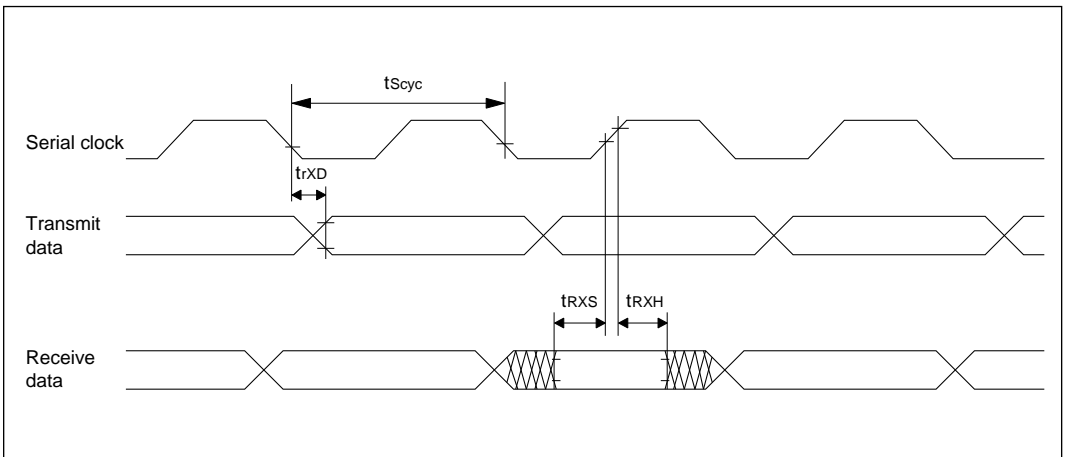 tScyc
Serial clock
trXD
Transmit
data
tRXS
tRXH
Receive
data